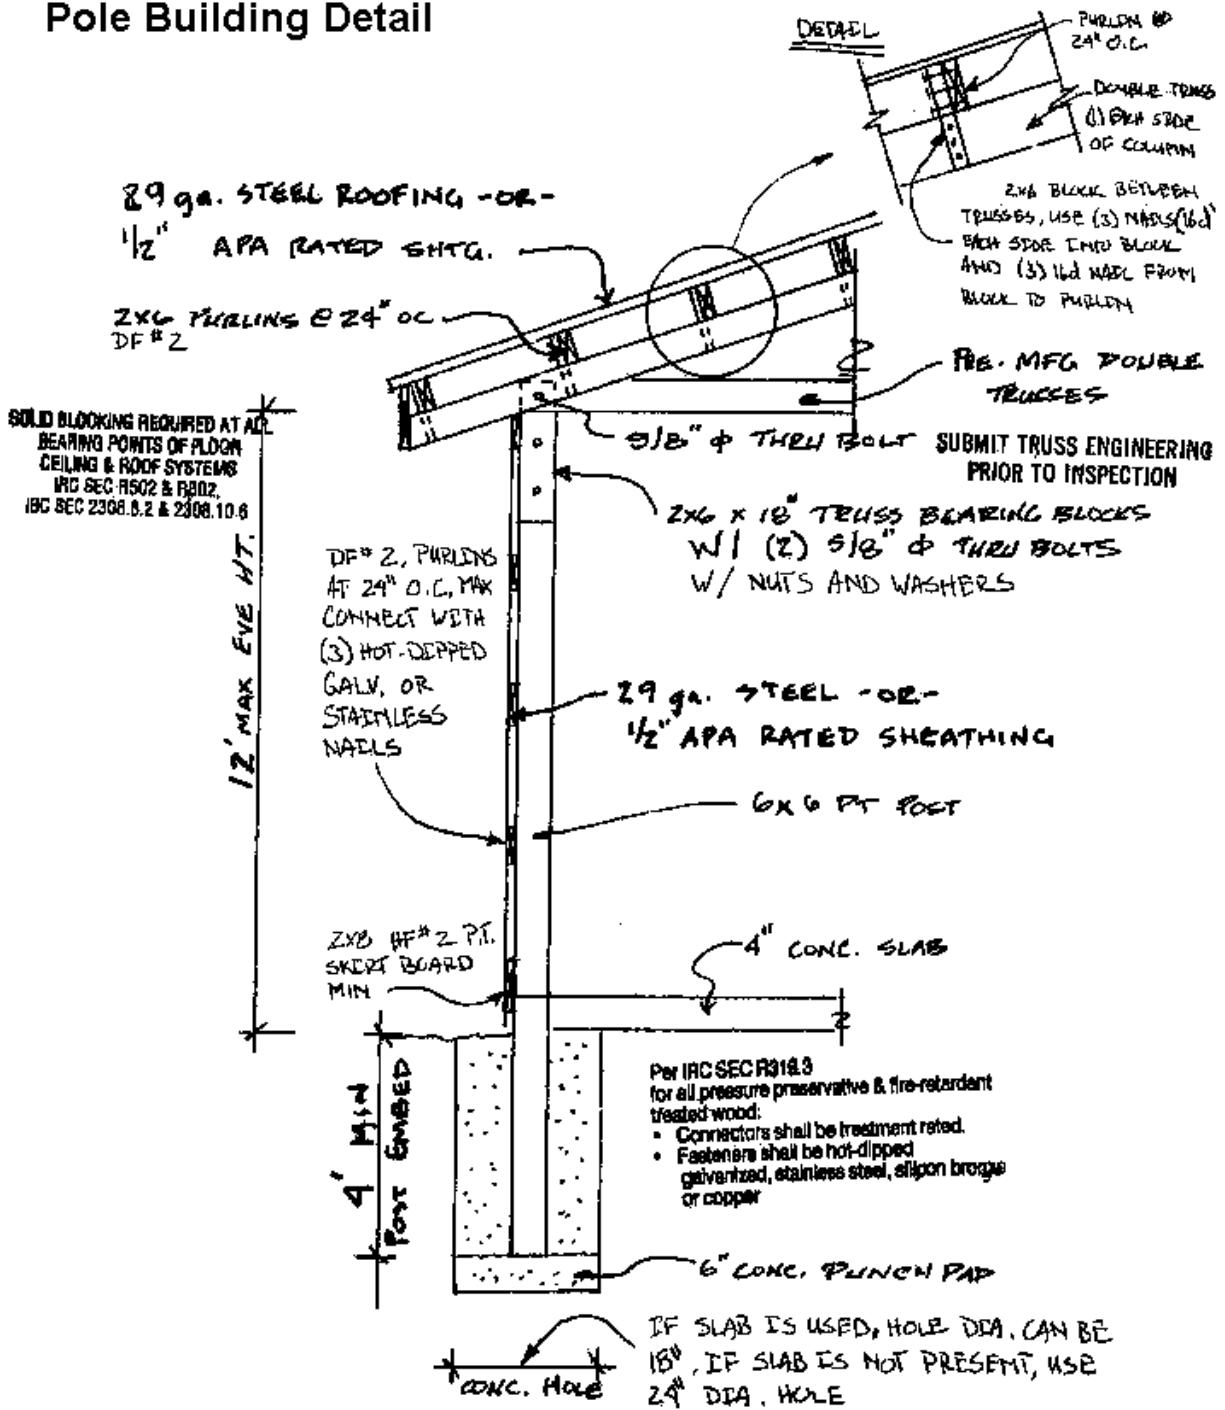 Pole Building Detail
DETAIL
PURLIN @
24" O.C.
DOUBLE TRUSS
(1) EACH SIDE
OF COLUMN
2x6 BLOCK BETWEEN
TRUSSES, USE (3) NAILS (16d)
EACH SIDE INTO BLOCK
AND (3) 16d NAIL FROM
BLOCK TO PURLIN
29 ga. STEEL ROOFING -OR-
1/2" APA RATED SHTG.
2x6 PURLINS @ 24" OC
DF #2
PRE-MFG DOUBLE
TRUSSES
SOLID BLOCKING REQUIRED AT ALL
BEARING POINTS OF FLOOR
CEILING & ROOF SYSTEMS
IRC SEC R502 & R802,
IBC SEC 2308.8.2 & 2308.10.6
5/8" ϕ THRU BOLT
SUBMIT TRUSS ENGINEERING
PRIOR TO INSPECTION
2x6 x 18" TRUSS BEARING BLOCKS
W/ (2) 5/8" ϕ THRU BOLTS
W/ NUTS AND WASHERS
DF #2, PURLINS
AT 24" O.C, MAX
CONNECT WITH
(3) HOT-DIPPED
GALV, OR
STAINLESS
NAILS
12' MAX EVE HT.
29 ga. STEEL -OR-
1/2" APA RATED SHEATHING
6x6 PT POST
2x8 HF #2 P.T.
SKIRT BOARD
MIN
4" CONC. SLAB
4' MIN
POST EMBED
Per IRC SEC R319.3
for all pressure preservative & fire-retardant
treated wood:
• Connectors shall be treatment rated.
• Fasteners shall be hot-dipped
galvanized, stainless steel, silicon bronze
or copper
6" CONC. PUNCH PAD
CONC. HOLE
IF SLAB IS USED, HOLE DIA. CAN BE
18", IF SLAB IS NOT PRESENT, USE
24" DIA. HOLE